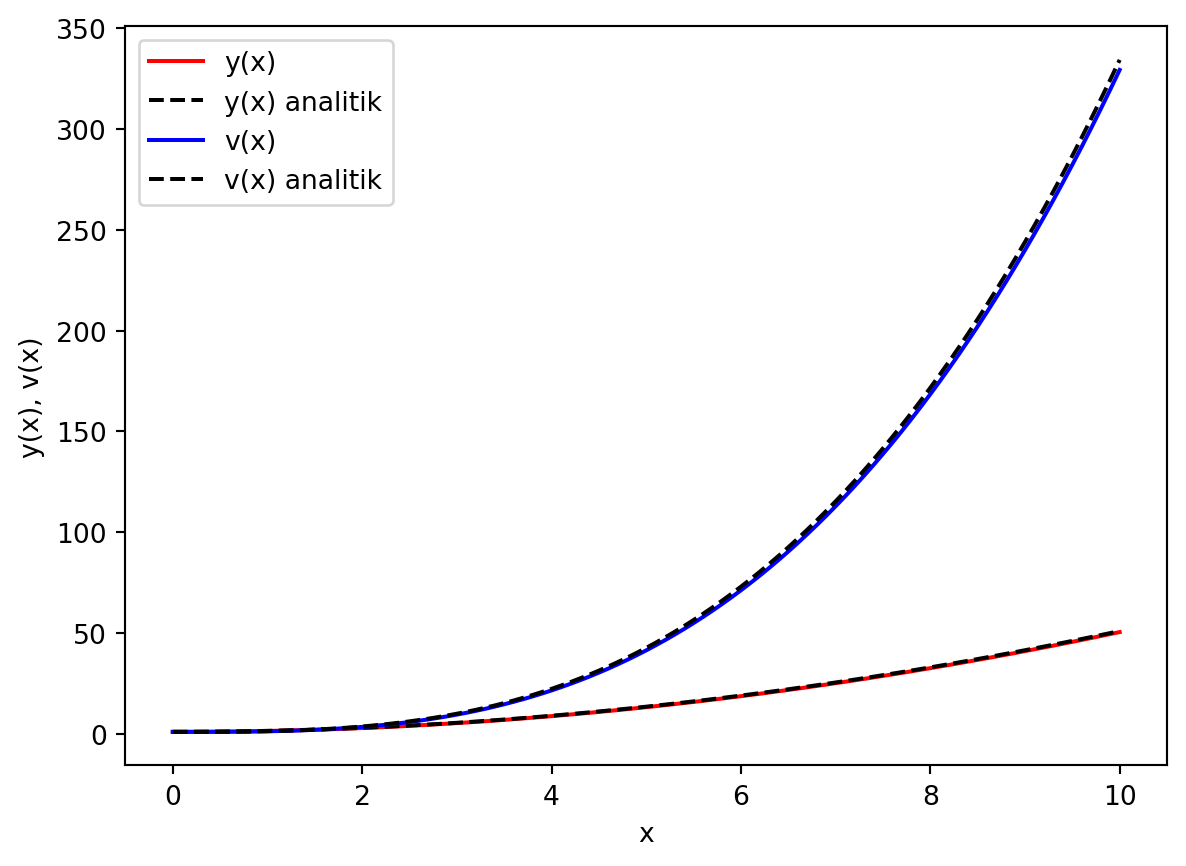 350
300
250
200
150
100
50
0
y(x), v(x)
y(x)
y(x) analitik
v(x)
v(x) analitik
0 2 4 6 8 10
x